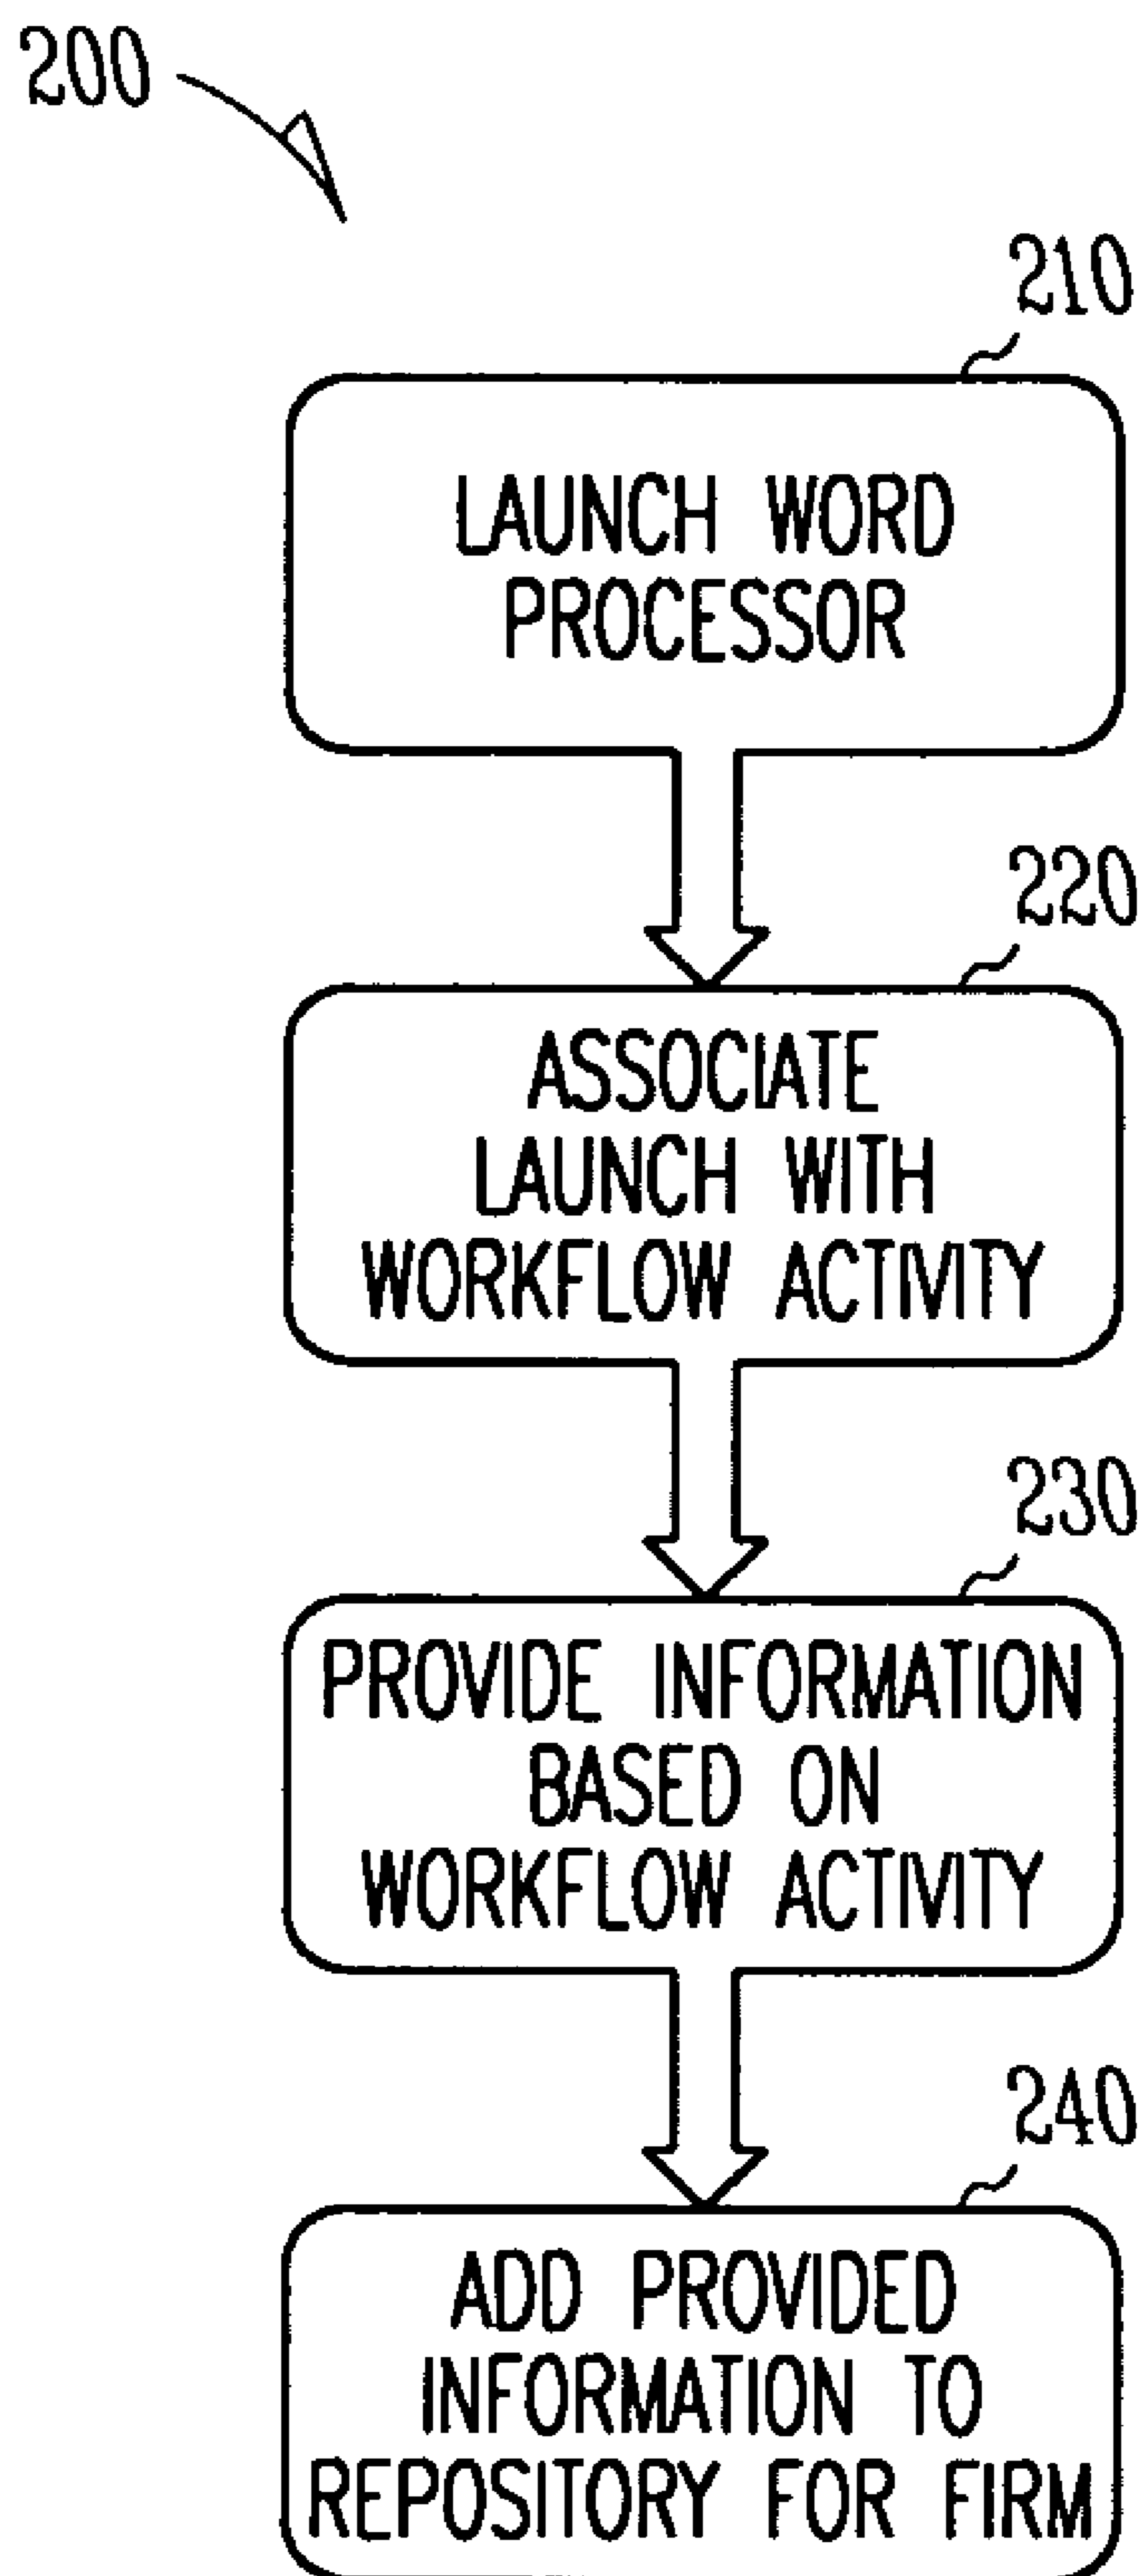 200
210
LAUNCH WORD
PROCESSOR
220
ASSOCIATE
LAUNCH WITH
WORKFLOW ACTIVITY
230
PROVIDE INFORMATION
BASED ON
WORKFLOW ACTIVITY
240
ADD PROVIDED
INFORMATION TO
REPOSITORY FOR FIRM